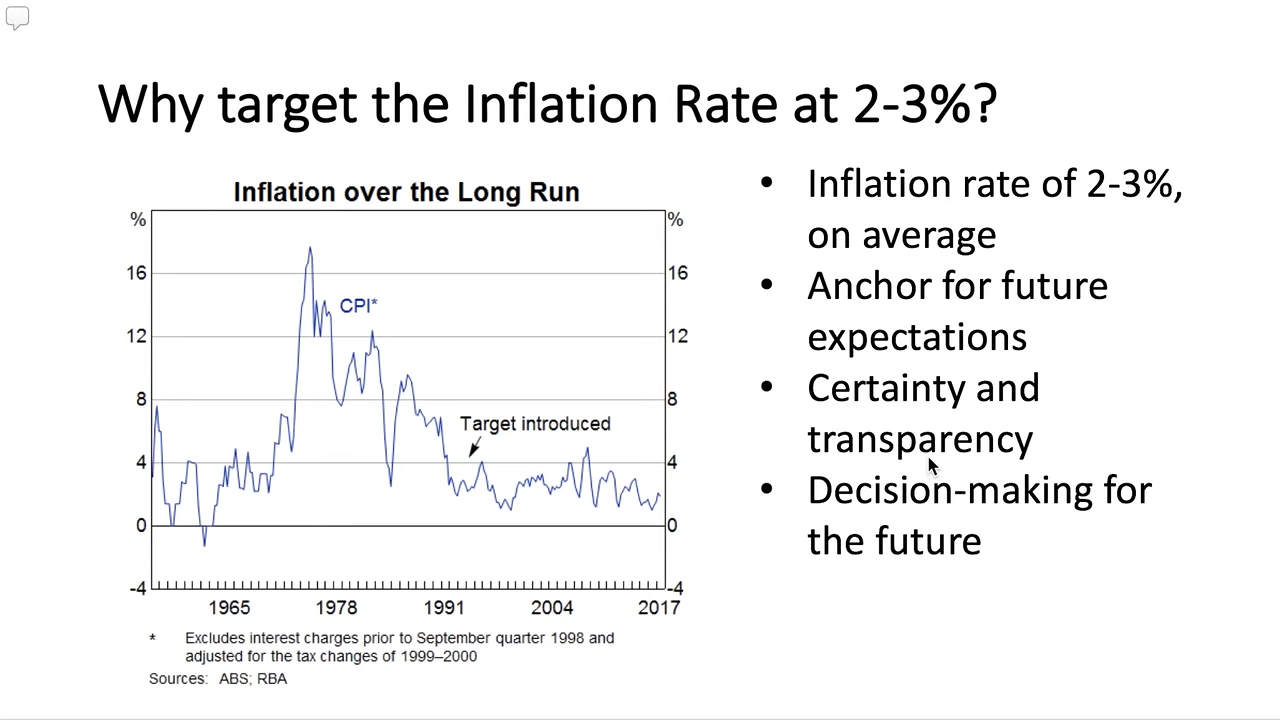 Why target the Inflation Rate at 2-3%?
Inflation over the Long Run
% %
16 16
CPI*
12 12
8 8
Target introduced
4 4
0 0
-4 -4
1965 1978 1991 2004 2017
* Excludes interest charges prior to September quarter 1998 and
adjusted for the tax changes of 1999–2000
Sources: ABS; RBA
• Inflation rate of 2-3%,
on average
• Anchor for future
expectations
• Certainty and
transparency
• Decision-making for
the future